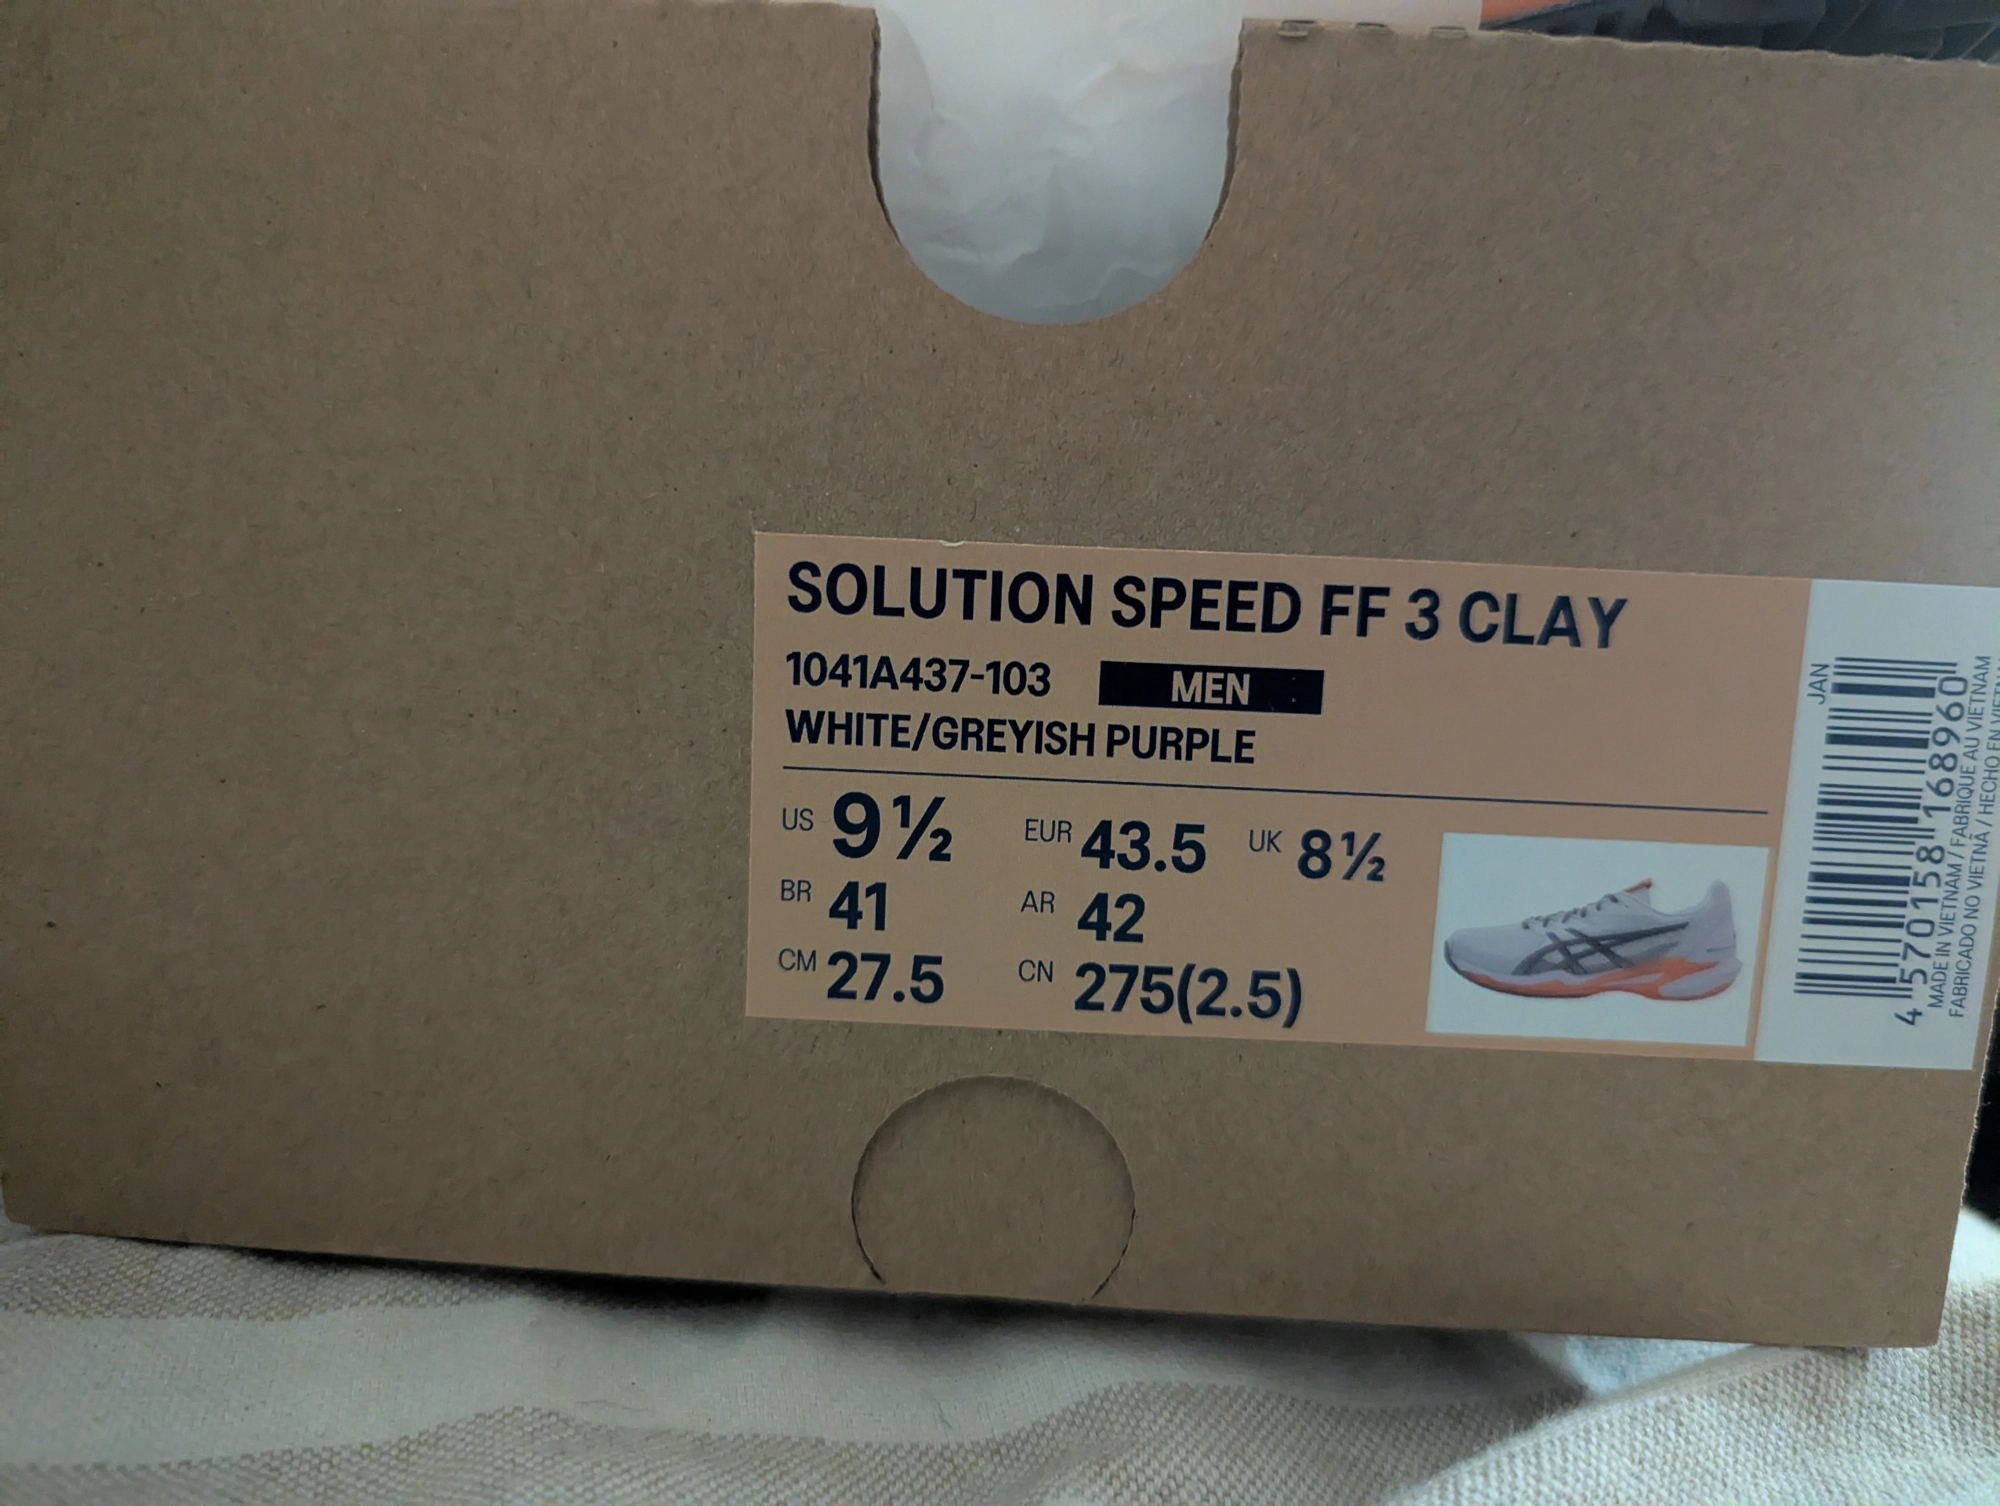 SOLUTION SPEED FF 3 CLAY
1041A437-103 MEN
WHITE/GREYISH PURPLE
US 9½ EUR 43.5 UK 8½
BR 41 AR 42
CM 27.5 CN 275(2.5)
JAN
4 570158 168960
MADE IN VIETNAM / FABRIQUE AU VIETNAM
FABRICADO NO VIETNÃ / HECHO EN VIETNAM